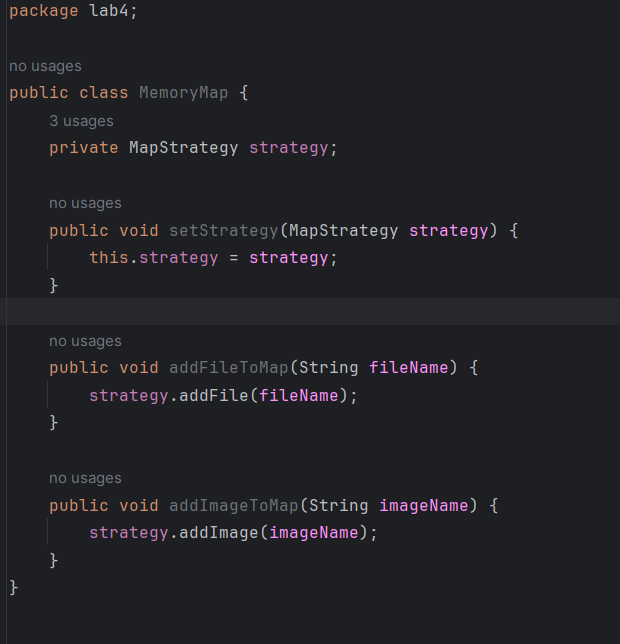 package lab4;
no usages
public class MemoryMap {
3 usages
private MapStrategy strategy;
no usages
public void setStrategy(MapStrategy strategy) {
this.strategy = strategy;
}
no usages
public void addFileToMap(String fileName) {
strategy.addFile(fileName);
}
no usages
public void addImageToMap(String imageName) {
strategy.addImage(imageName);
}
}